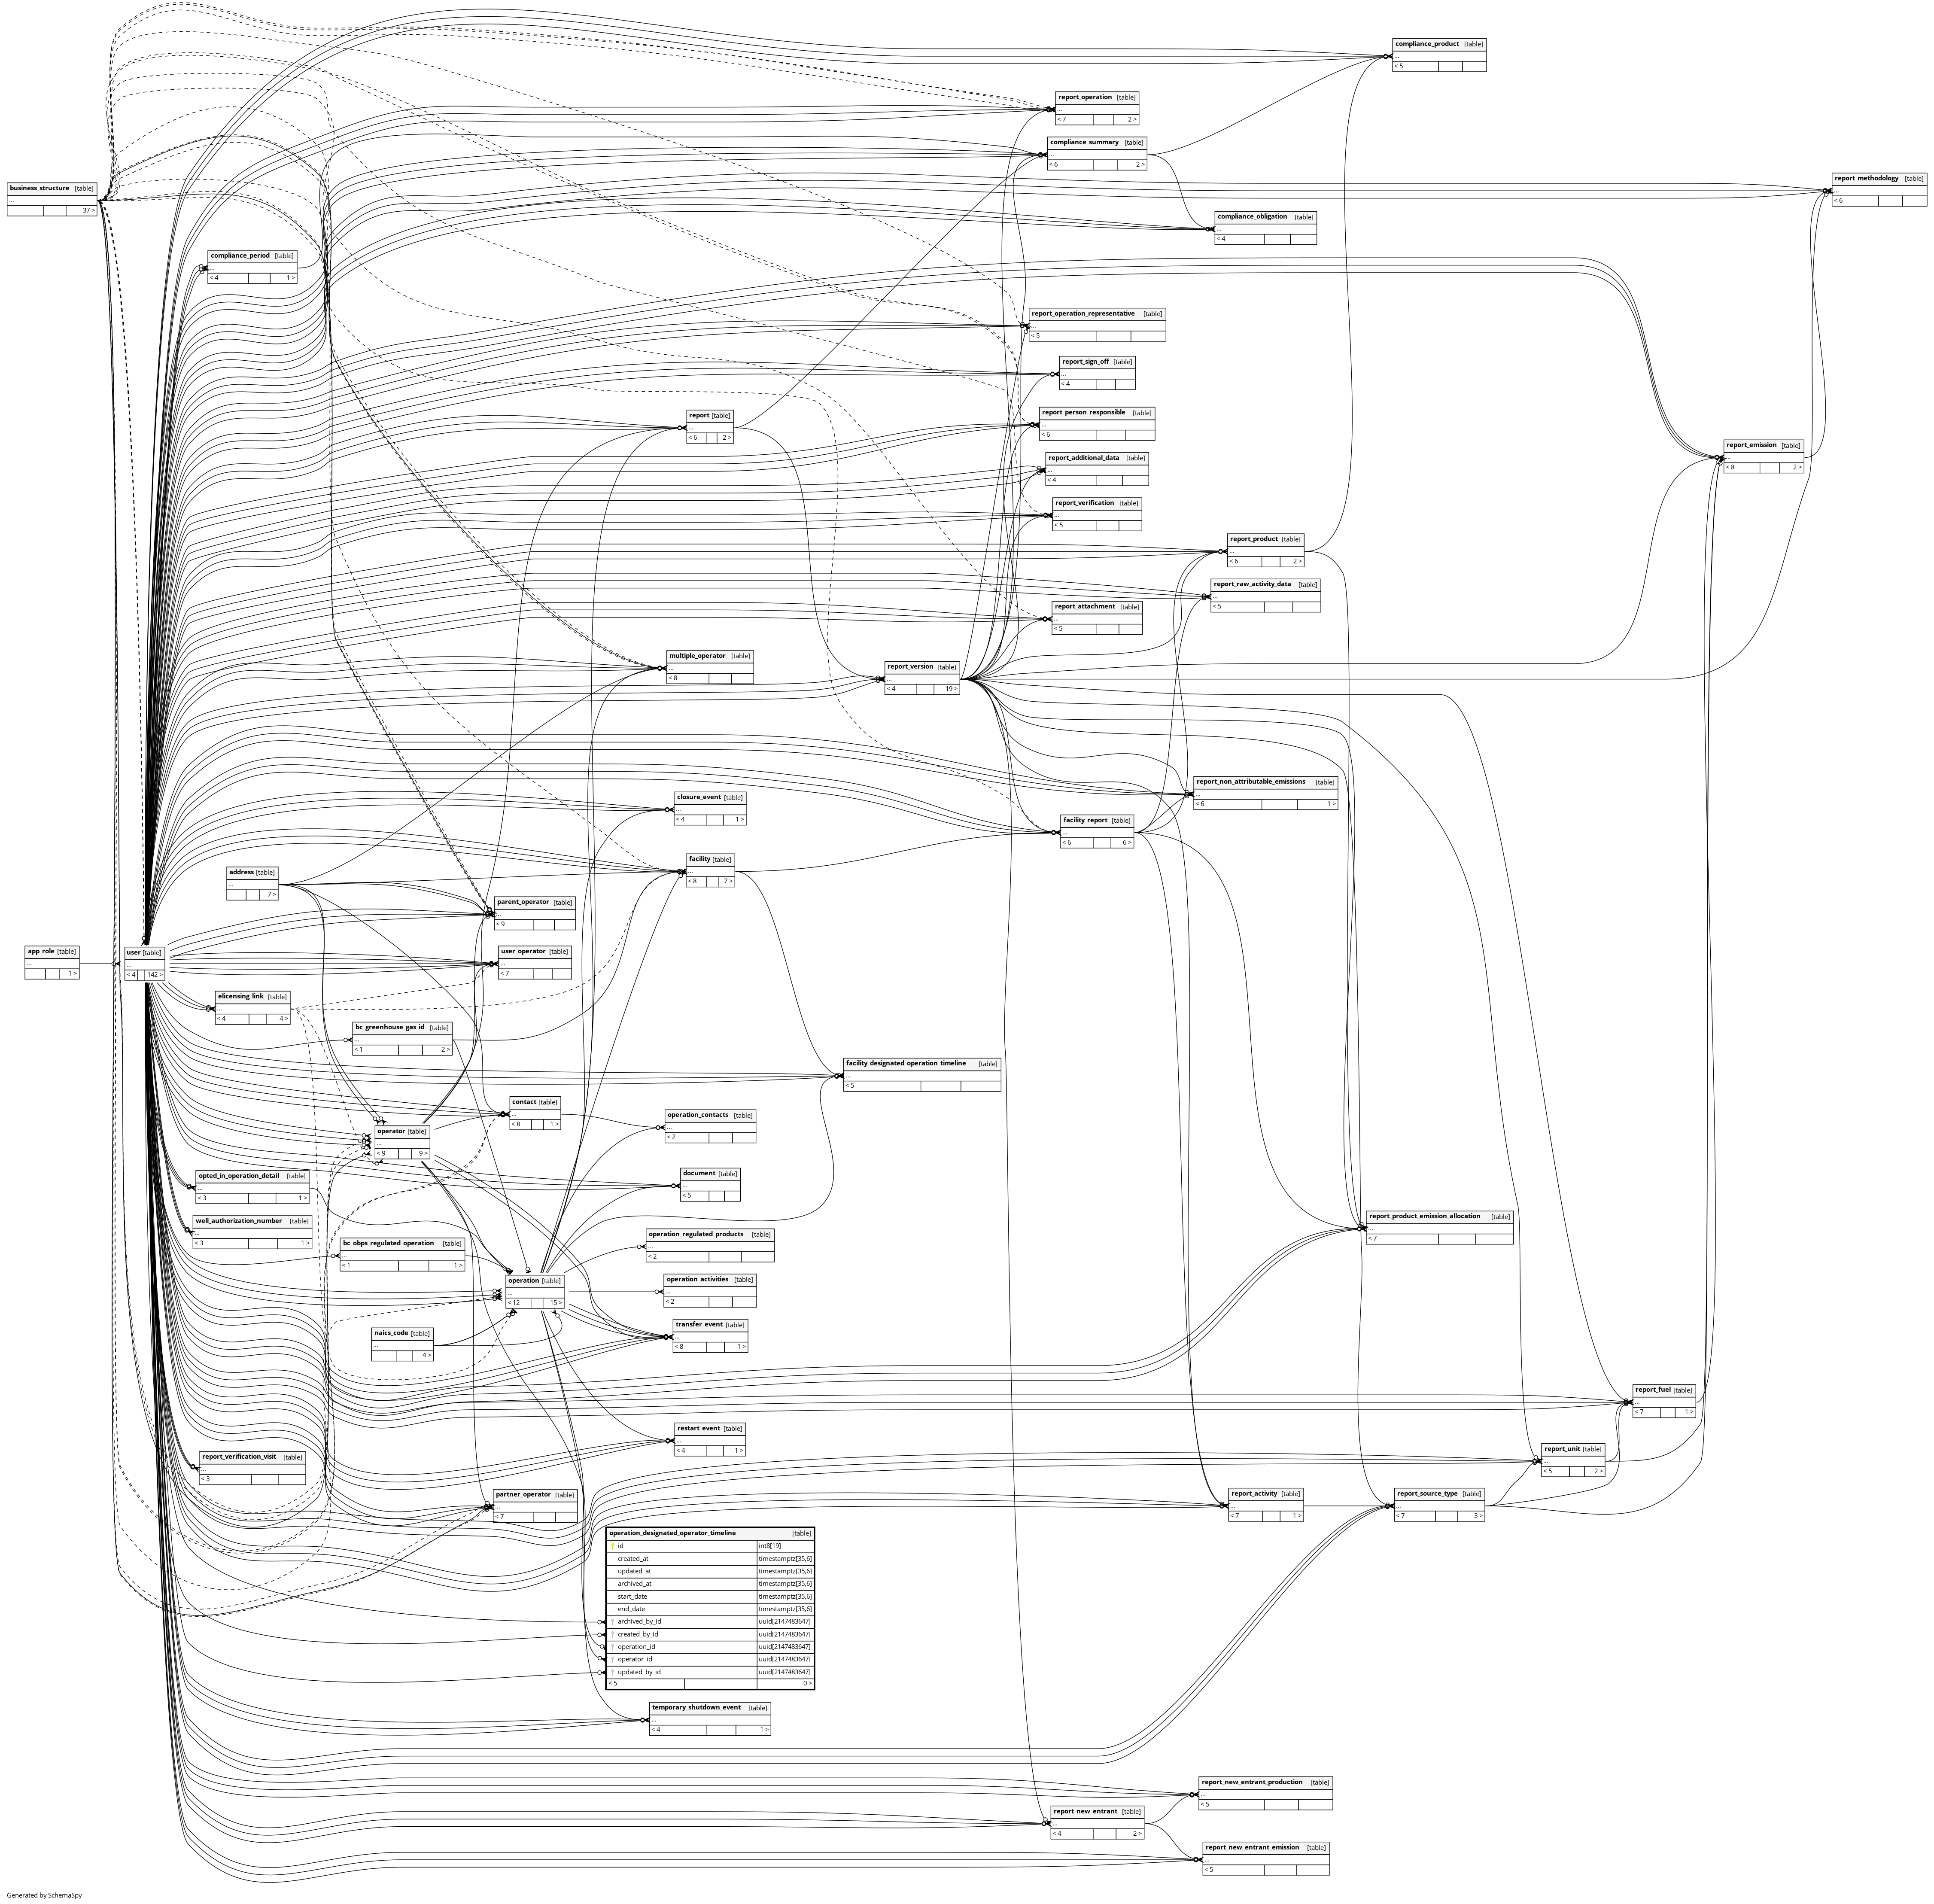 compliance_product [table]
...
< 5
report_operation [table]
...
< 7 2 >
compliance_summary [table]
...
< 6 2 >
business_structure [table]
...
37 >
report_methodology [table]
...
< 6
compliance_obligation [table]
...
< 4
compliance_period [table]
...
< 4 1 >
report_operation_representative [table]
...
< 5
report_sign_off [table]
...
< 4
report [table]
...
< 6 2 >
report_person_responsible [table]
...
< 6
report_emission [table]
...
< 8 2 >
report_additional_data [table]
...
< 4
report_verification [table]
...
< 5
report_product [table]
...
< 6 2 >
report_raw_activity_data [table]
...
< 5
report_attachment [table]
...
< 5
multiple_operator [table]
...
< 8
report_version [table]
...
< 4 19 >
report_non_attributable_emissions [table]
...
< 6 1 >
closure_event [table]
...
< 4 1 >
facility_report [table]
...
< 6 6 >
facility [table]
...
< 8 7 >
address [table]
...
7 >
parent_operator [table]
...
< 9
app_role [table]
...
1 >
user [table]
...
< 4 142 >
user_operator [table]
...
< 7
elicensing_link [table]
...
< 4 4 >
bc_greenhouse_gas_id [table]
...
< 1 2 >
facility_designated_operation_timeline [table]
...
< 5
contact [table]
...
< 8 1 >
operation_contacts [table]
...
< 2
operator [table]
...
< 9 9 >
opted_in_operation_detail [table]
...
< 3 1 >
document [table]
...
< 5
well_authorization_number [table]
...
< 3 1 >
report_product_emission_allocation [table]
...
< 7
bc_obps_regulated_operation [table]
...
< 1 1 >
operation_regulated_products [table]
...
< 2
operation [table]
...
< 12 15 >
operation_activities [table]
...
< 2
naics_code [table]
...
4 >
transfer_event [table]
...
< 8 1 >
report_fuel [table]
...
< 7 1 >
restart_event [table]
...
< 4 1 >
report_unit [table]
...
< 5 2 >
report_verification_visit [table]
...
< 3
partner_operator [table]
...
< 7
report_activity [table]
...
< 7 1 >
report_source_type [table]
...
< 7 3 >
operation_designated_operator_timeline [table]
id int8[19]
created_at timestamptz[35,6]
updated_at timestamptz[35,6]
archived_at timestamptz[35,6]
start_date timestamptz[35,6]
end_date timestamptz[35,6]
archived_by_id uuid[2147483647]
created_by_id uuid[2147483647]
operation_id uuid[2147483647]
operator_id uuid[2147483647]
updated_by_id uuid[2147483647]
< 5 0 >
temporary_shutdown_event [table]
...
< 4 1 >
report_new_entrant_production [table]
...
< 5
report_new_entrant [table]
...
< 4 2 >
report_new_entrant_emission [table]
...
< 5
Generated by SchemaSpy